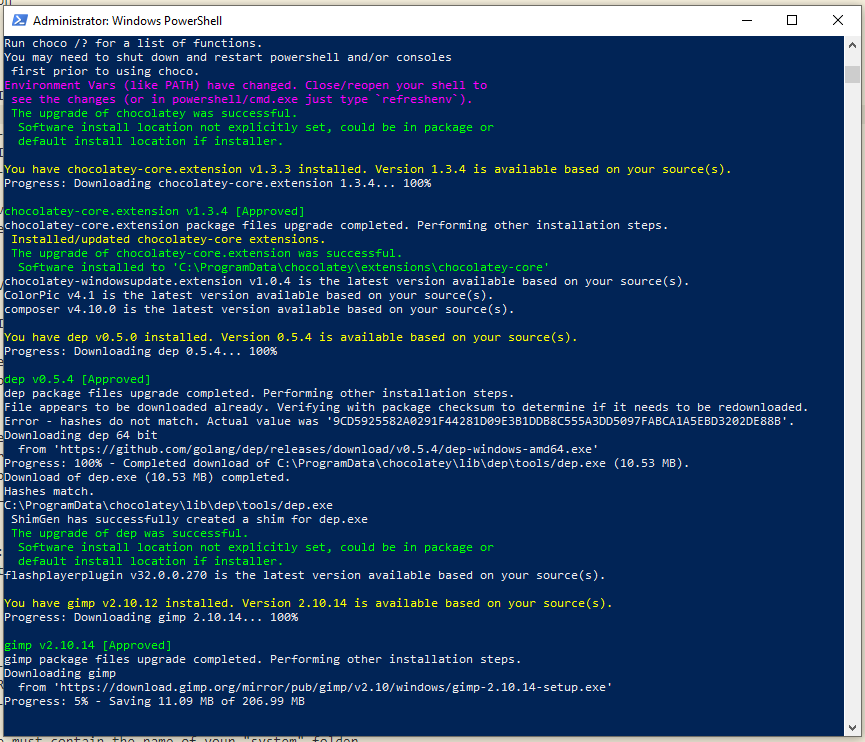 Administrator: Windows PowerShell
Run choco /? for a list of functions.
You may need to shut down and restart powershell and/or consoles
first prior to using choco.
Environment Vars (like PATH) have changed. Close/reopen your shell to
see the changes (or in powershell/cmd.exe just type `refreshenv`).
The upgrade of chocolatey was successful.
Software install location not explicitly set, could be in package or
default install location if installer.
You have chocolatey-core.extension v1.3.3 installed. Version 1.3.4 is available based on your source(s).
Progress: Downloading chocolatey-core.extension 1.3.4... 100%
chocolatey-core.extension v1.3.4 [Approved]
chocolatey-core.extension package files upgrade completed. Performing other installation steps.
Installed/updated chocolatey-core extensions.
The upgrade of chocolatey-core.extension was successful.
Software installed to 'C:\ProgramData\chocolatey\extensions\chocolatey-core'
chocolatey-windowsupdate.extension v1.0.4 is the latest version available based on your source(s).
ColorPic v4.1 is the latest version available based on your source(s).
composer v4.10.0 is the latest version available based on your source(s).
You have dep v0.5.0 installed. Version 0.5.4 is available based on your source(s).
Progress: Downloading dep 0.5.4... 100%
dep v0.5.4 [Approved]
dep package files upgrade completed. Performing other installation steps.
File appears to be downloaded already. Verifying with package checksum to determine if it needs to be redownloaded.
Error - hashes do not match. Actual value was '9CD5925582A0291F44281D09E3B1DDB8C555A3DD5097FABCA1A5EBD3202DE88B'.
Downloading dep 64 bit
from 'https://github.com/golang/dep/releases/download/v0.5.4/dep-windows-amd64.exe'
Progress: 100% - Completed download of C:\ProgramData\chocolatey\lib\dep\tools/dep.exe (10.53 MB).
Download of dep.exe (10.53 MB) completed.
Hashes match.
C:\ProgramData\chocolatey\lib\dep\tools/dep.exe
ShimGen has successfully created a shim for dep.exe
The upgrade of dep was successful.
Software install location not explicitly set, could be in package or
default install location if installer.
flashplayerplugin v32.0.0.270 is the latest version available based on your source(s).
You have gimp v2.10.12 installed. Version 2.10.14 is available based on your source(s).
Progress: Downloading gimp 2.10.14... 100%
gimp v2.10.14 [Approved]
gimp package files upgrade completed. Performing other installation steps.
Downloading gimp
from 'https://download.gimp.org/mirror/pub/gimp/v2.10/windows/gimp-2.10.14-setup.exe'
Progress: 5% - Saving 11.09 MB of 206.99 MB
must contain the name of your "system" folder